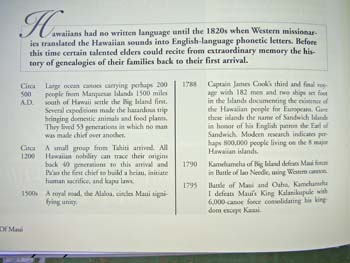 Hawaiians had no written language until the 1820s when Western missionar-
ies translated the Hawaiian sounds into English-language phonetic letters. Before
this time certain talented elders could recite from extraordinary memory the his-
tory of genealogies of their families back to their first arrival.
Circa
500
A.D.
Large ocean canoes carrying perhaps 200
people from Marquesas Islands 1500 miles
south of Hawaii settle the Big Island first.
Several expeditions made the hazardous trip
bringing domestic animals and food plants.
They lived 53 generations in which no man
was made chief over another.
Circa
1200
A small group from Tahiti arrived. All
Hawaiian nobility can trace their origins
back 40 generations to this arrival and
Pa'ao the first chief to build a heiau, initiate
human sacrifice, and kapu laws.
1500s
A royal road, the Alaloa, circles Maui signi-
fying unity.
1788
Captain James Cook's third and final voy-
age with 182 men and two ships set foot
in the Islands documenting the existence of
the Hawaiian people for Europeans. Gave
these islands the name of Sandwich Islands
in honor of his English patron the Earl of
Sandwich. Modern research indicates per-
haps 800,000 people living on the 8 major
Hawaiian islands.
1790
Kamehameha of Big Island defeats Maui forces
in Battle of Iao Needle, using Western cannon.
1795
Battle of Maui and Oahu, Kamehameha
I defeats Maui's King Kalanikupule with
6,000-canoe force consolidating his king-
dom except Kauai.
Of Maui